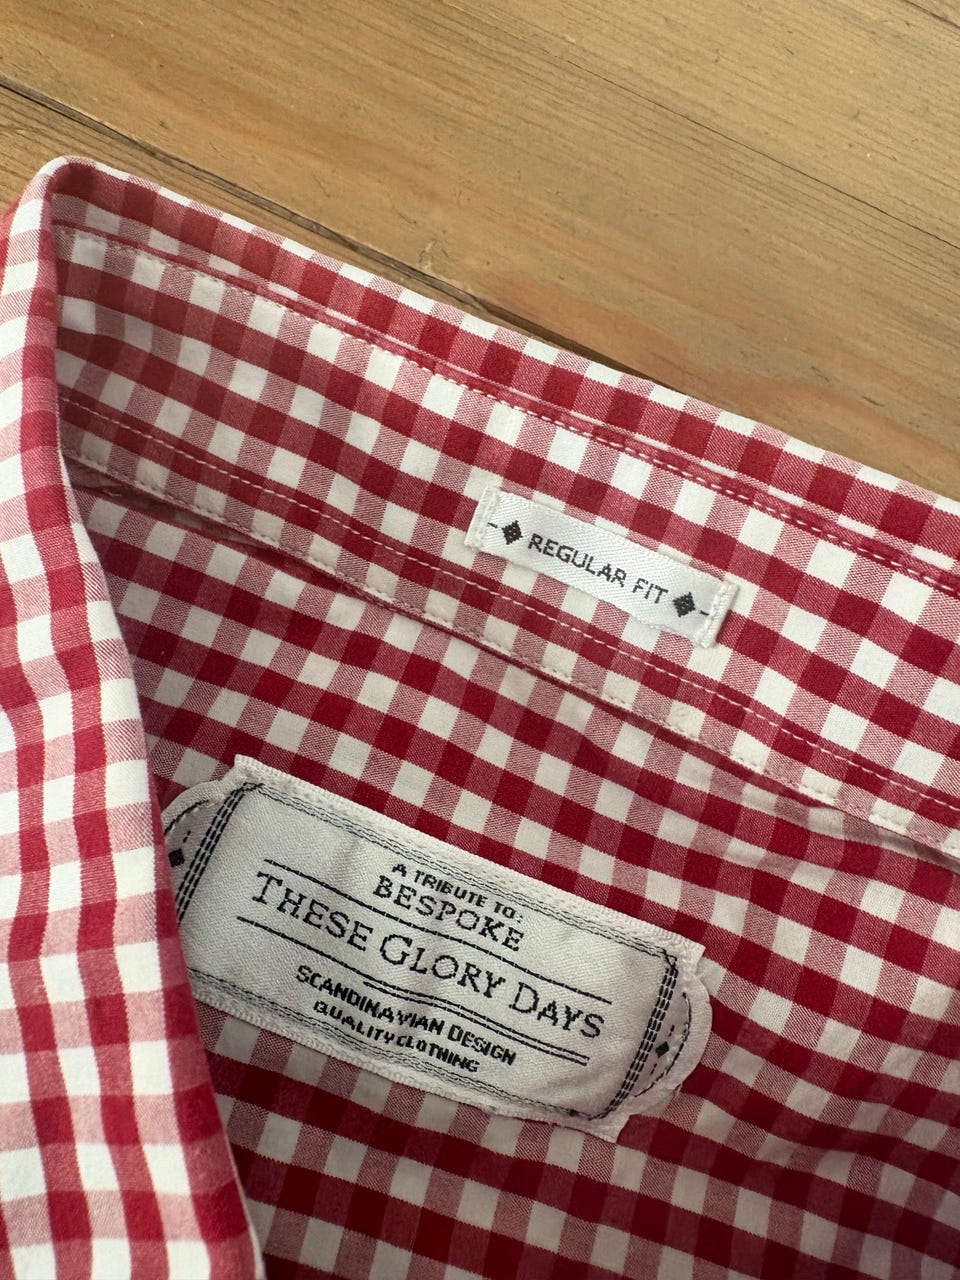 REGULAR FIT
A TRIBUTE TO:
BESPOKE
THESE GLORY DAYS
SCANDINAVIAN DESIGN
QUALITY CLOTHING